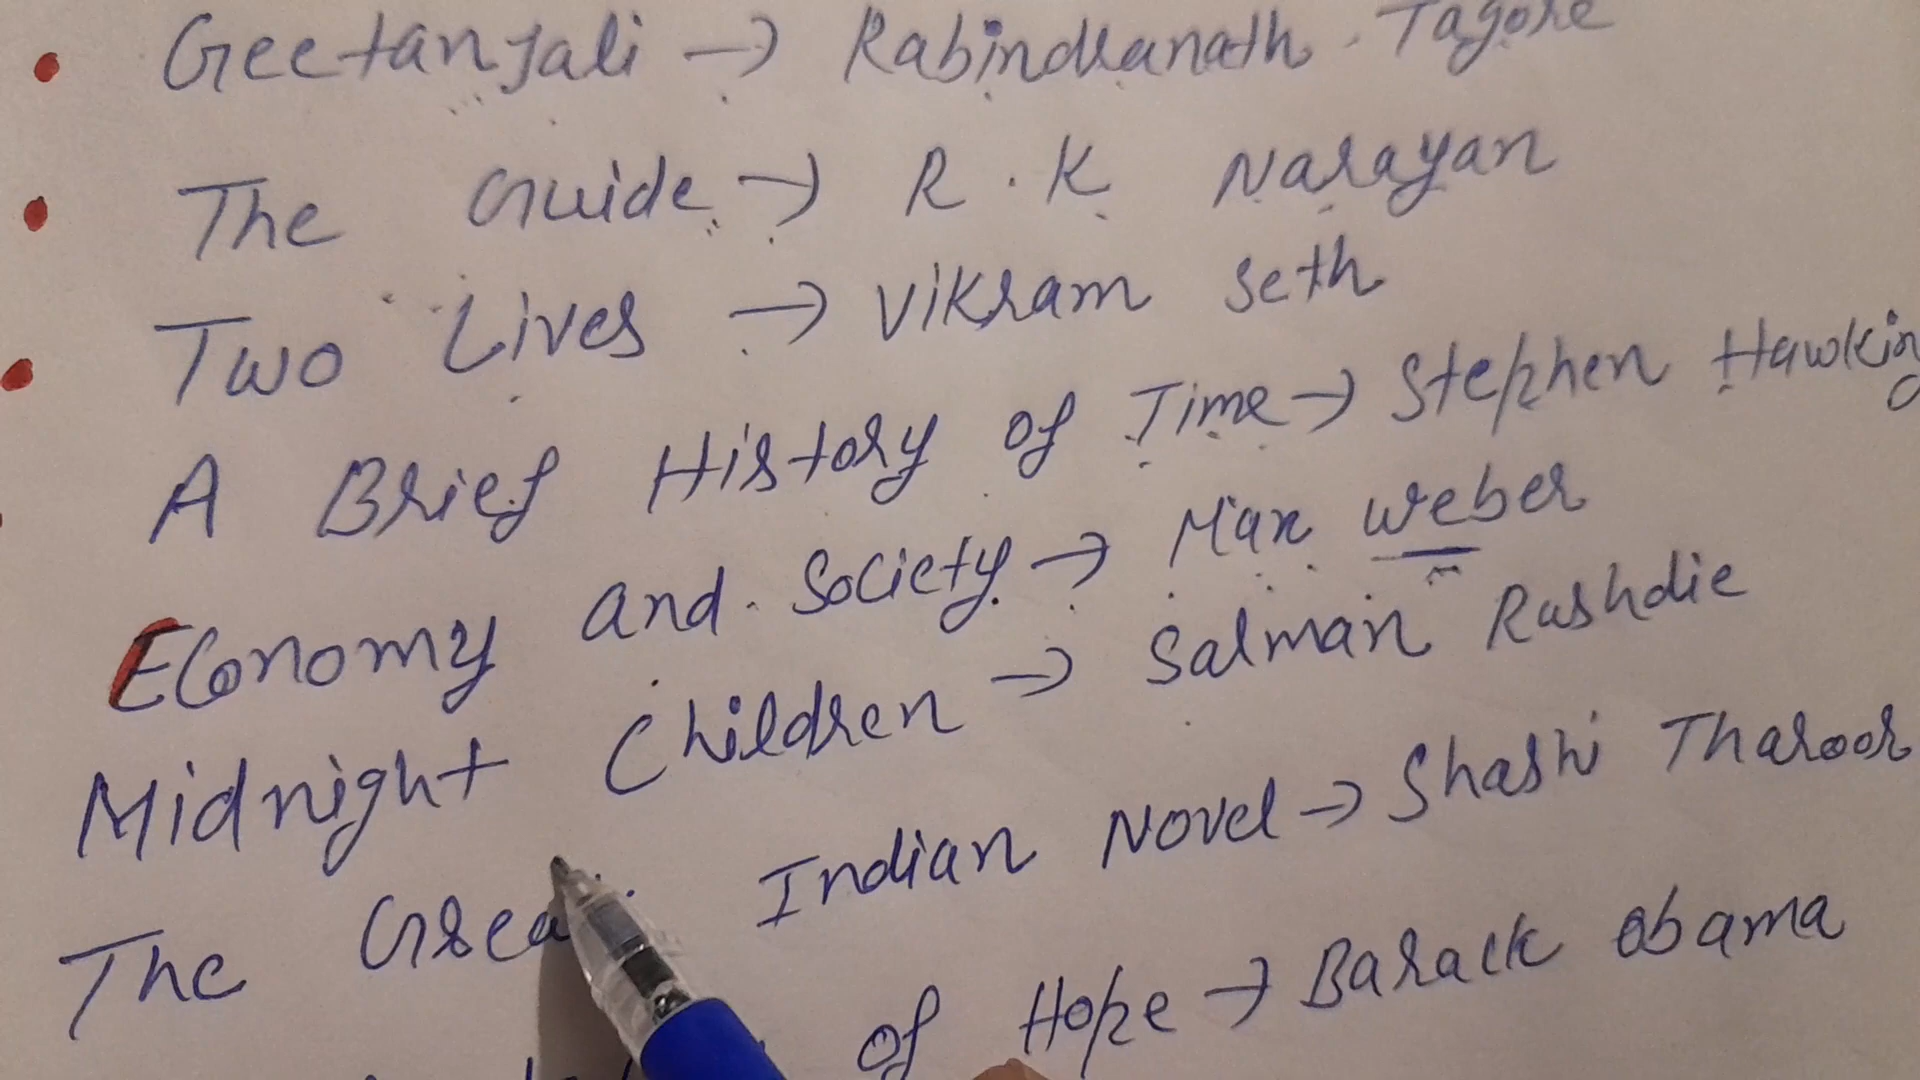 Geetanjali → Rabindranath Tagore
The Guide → R. K Narayan
Two Lives → Vikram Seth
A Brief History of Time → Stephen Hawking
Economy and Society → Max Weber
Midnight Children → Salman Rushdie
The Indian Novel → Shashi Tharoor
of Hope → Barack Obama